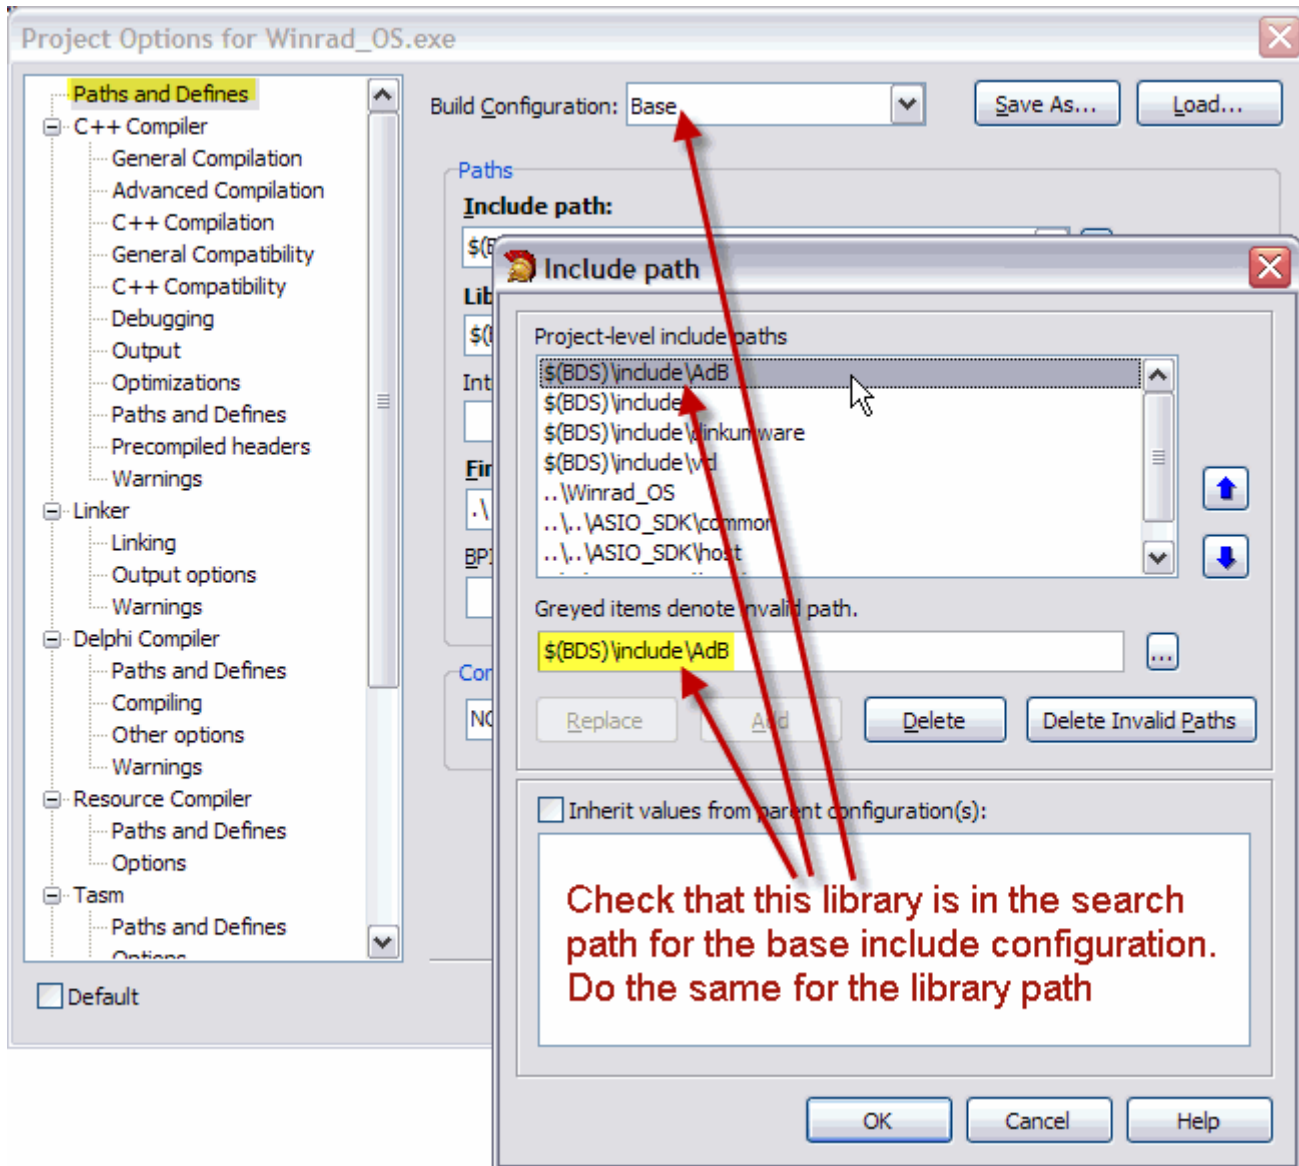 Project Options for Winrad_OS.exe
Paths and Defines
C++ Compiler
General Compilation
Advanced Compilation
C++ Compilation
General Compatibility
C++ Compatibility
Debugging
Output
Optimizations
Paths and Defines
Precompiled headers
Warnings
Linker
Linking
Output options
Warnings
Delphi Compiler
Paths and Defines
Compiling
Other options
Warnings
Resource Compiler
Paths and Defines
Options
Tasm
Paths and Defines
Options
Default
Build Configuration: Base
Save As...
Load...
Paths
Include path:
Include path
Project-level include paths
$(BDS)\include\AdB
$(BDS)\include
$(BDS)\include\dinkumware
$(BDS)\include\vcl
..\Winrad_OS
..\..\ASIO_SDK\common
..\..\ASIO_SDK\host
Greyed items denote invalid path.
$(BDS)\include\AdB
...
Replace
Add
Delete
Delete Invalid Paths
Inherit values from parent configuration(s):
Check that this library is in the search
path for the base include configuration.
Do the same for the library path
OK
Cancel
Help